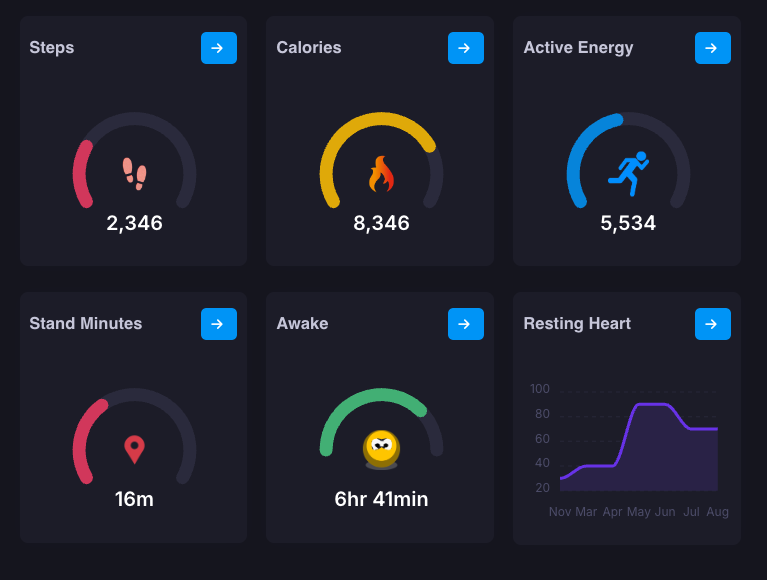 Steps
2,346
Calories
8,346
Active Energy
5,534
Stand Minutes
16m
Awake
6hr 41min
Resting Heart
100
80
60
40
20
Nov Mar Apr May Jun Jul Aug